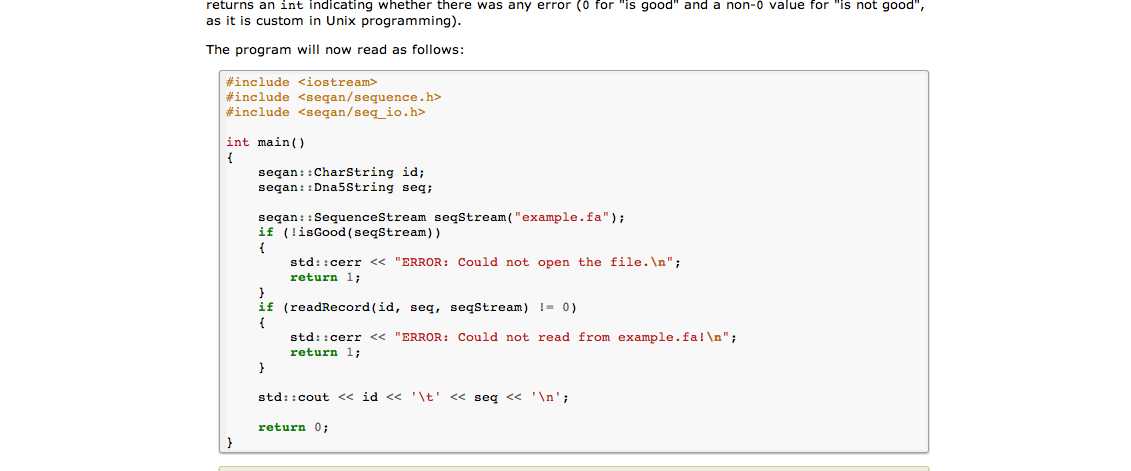 returns an int indicating whether there was any error (0 for "is good" and a non-0 value for "is not good",
as it is custom in Unix programming).
The program will now read as follows:
#include <iostream>
#include <seqan/sequence.h>
#include <seqan/seq_io.h>
int main()
{
    seqan::CharString id;
    seqan::Dna5String seq;
    seqan::SequenceStream seqStream("example.fa");
    if (!isGood(seqStream))
    {
        std::cerr << "ERROR: Could not open the file.\n";
        return 1;
    }
    if (readRecord(id, seq, seqStream) != 0)
    {
        std::cerr << "ERROR: Could not read from example.fa!\n";
        return 1;
    }
    std::cout << id << '\t' << seq << '\n';
    return 0;
}